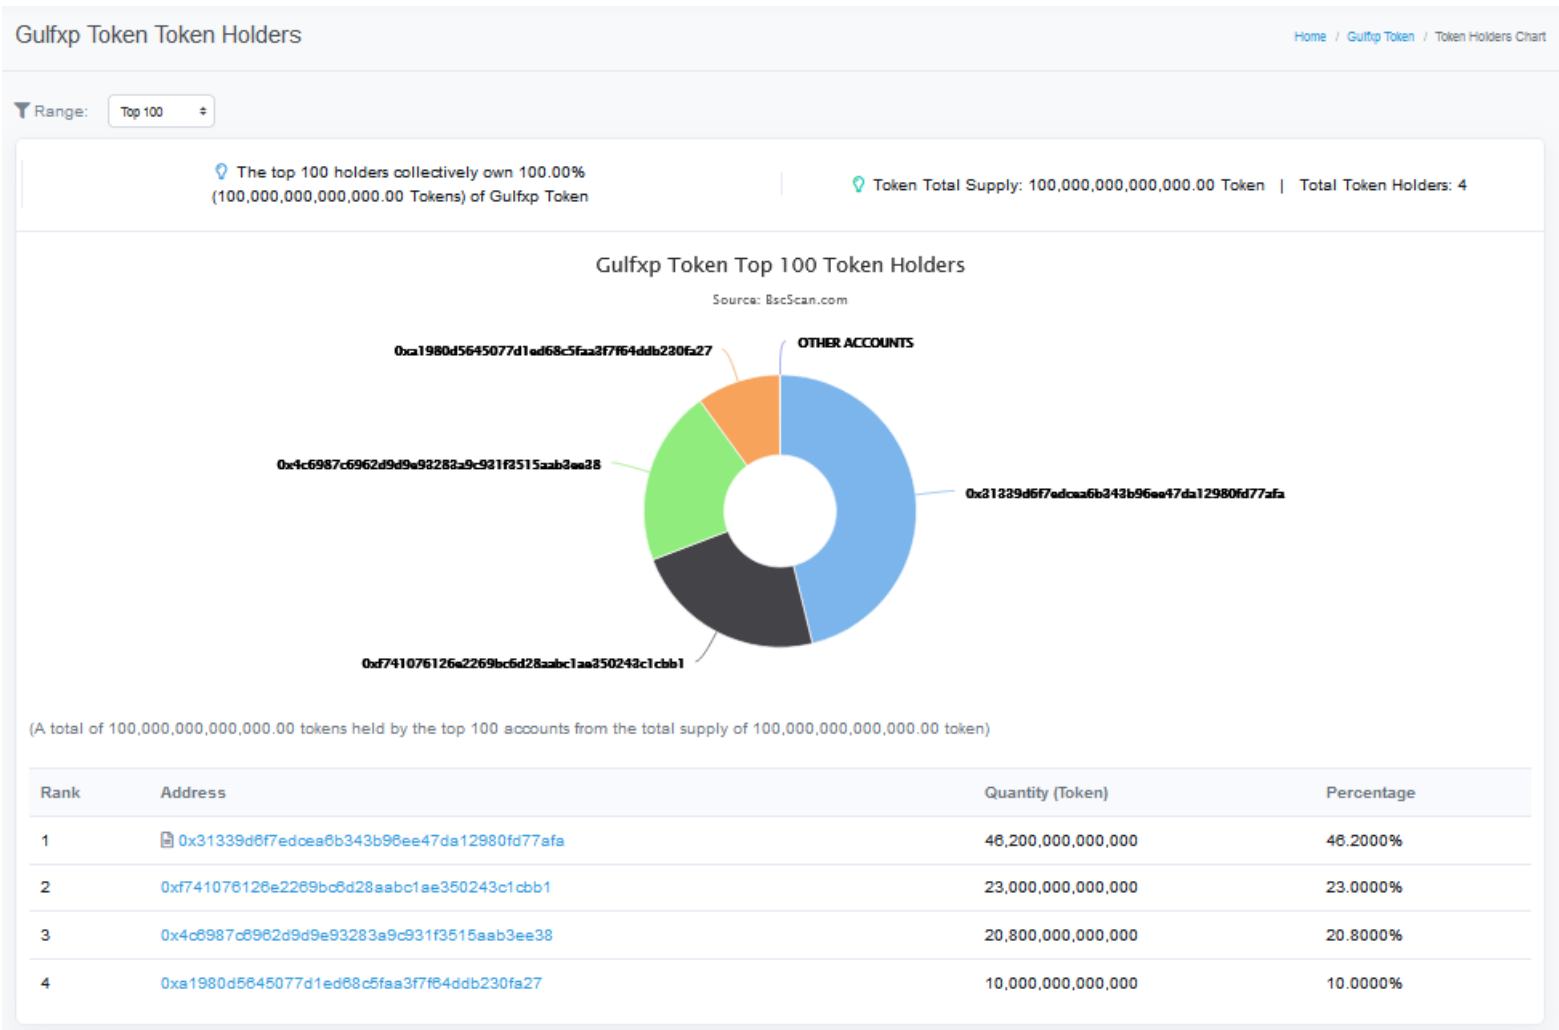 Gulfxp Token Token Holders
Home / Gulfxp Token / Token Holders Chart
Range: Top 100
The top 100 holders collectively own 100.00%
(100,000,000,000,000.00 Tokens) of Gulfxp Token
Token Total Supply: 100,000,000,000,000.00 Token | Total Token Holders: 4
Gulfxp Token Top 100 Token Holders
Source: BscScan.com
OTHER ACCOUNTS
0xa1980d5645077d1ed68c5faa3f7f64ddb230fa27
0x4c6987c6962d9d9e93283a9c931f3515aab3ee38
0x31339d6f7edcea6b343b96ee47da12980fd77afa
0xf741076126e2269bc6d28aabc1ae350243c1cbb1
(A total of 100,000,000,000,000.00 tokens held by the top 100 accounts from the total supply of 100,000,000,000,000.00 token)
Rank Address Quantity (Token) Percentage
1 0x31339d6f7edcea6b343b96ee47da12980fd77afa 46,200,000,000,000 46.2000%
2 0xf741076126e2269bc6d28aabc1ae350243c1cbb1 23,000,000,000,000 23.0000%
3 0x4c6987c6962d9d9e93283a9c931f3515aab3ee38 20,800,000,000,000 20.8000%
4 0xa1980d5645077d1ed68c5faa3f7f64ddb230fa27 10,000,000,000,000 10.0000%